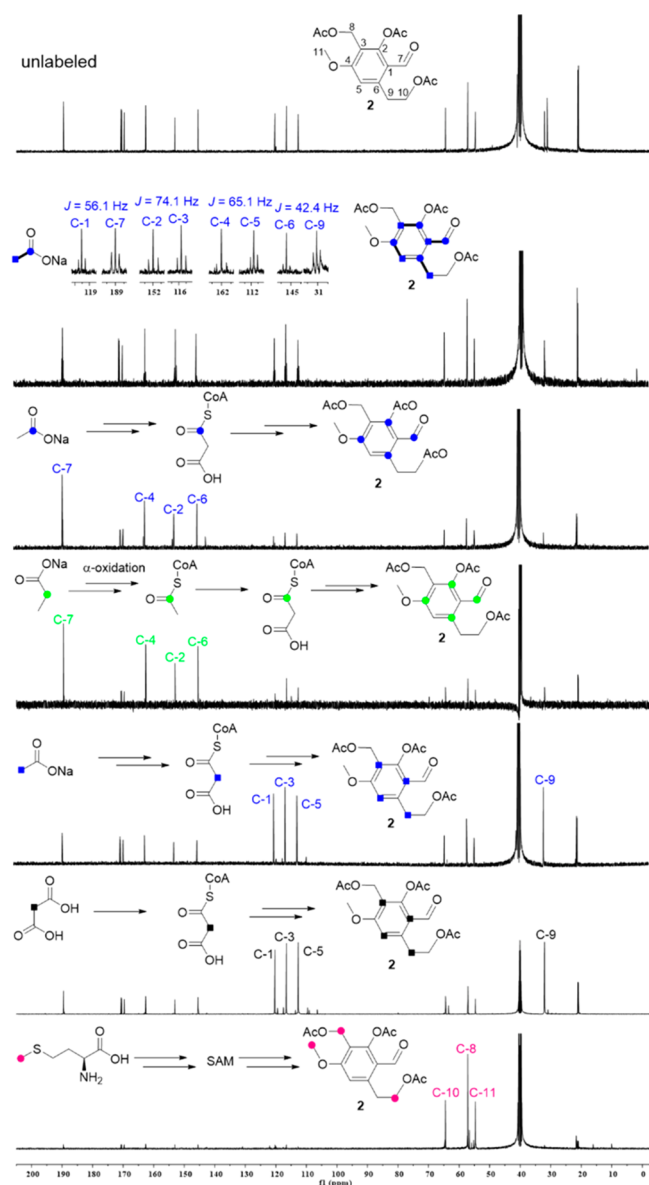 8
AcO
OAc
11
3
2
O
O
4
1
7
5
6
OAc
9
10
2
unlabeled
J = 56.1 Hz
J = 74.1 Hz
J = 65.1 Hz
J = 42.4 Hz
C-1
C-7
C-2
C-3
C-4
C-5
C-6
C-9
119
189
152
116
162
112
145
31
O
ONa
AcO
OAc
O
O
OAc
2
O
ONa
CoA
S
O
O
OH
AcO
OAc
O
O
AcO
2
C-7
C-4
C-2
C-6
ONa
O
α-oxidation
CoA
S
O
CoA
S
O
O
OH
AcO
OAc
O
O
OAc
2
C-7
C-4
C-2
C-6
O
ONa
CoA
S
O
O
OH
AcO
OAc
O
O
OAc
2
C-1
C-3
C-5
C-9
O
OH
O
OH
CoA
S
O
O
OH
AcO
OAc
O
O
OAc
2
C-1
C-3
C-5
C-9
S
O
OH
NH2
SAM
AcO
OAc
O
O
OAc
2
C-10
C-8
C-11
200 190 180 170 160 150 140 130 120 110 100 90 80 70 60 50 40 30 20 10 0
f1 (ppm)